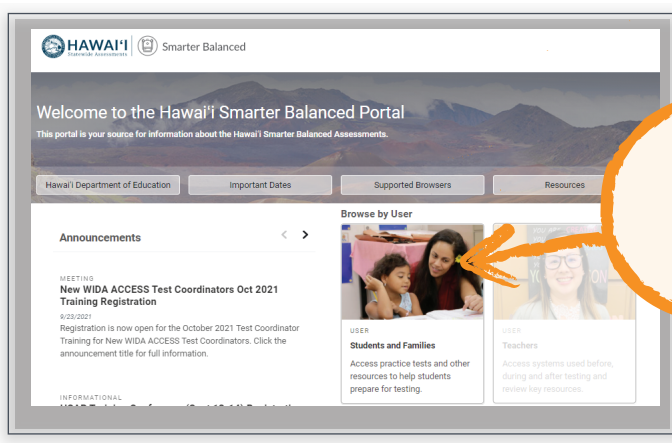 HAWAI‘I
Statewide Assessments
Smarter Balanced
Welcome to the Hawai‘i Smarter Balanced Portal
This portal is your source for information about the Hawai‘i Smarter Balanced Assessments.
Hawai‘i Department of Education
Important Dates
Supported Browsers
Resources
Announcements
MEETING
New WIDA ACCESS Test Coordinators Oct 2021
Training Registration
9/23/2021
Registration is now open for the October 2021 Test Coordinator
Training for New WIDA ACCESS Test Coordinators. Click the
announcement title for full information.
INFORMATIONAL
Browse by User
USER
Students and Families
Access practice tests and other
resources to help students
prepare for testing.
USER
Teachers
Access systems used before,
during and after testing and
review key resources.